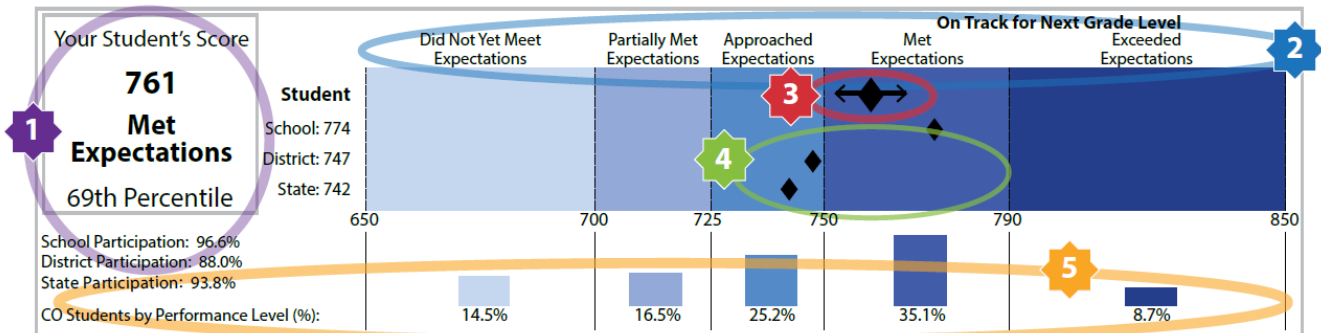 Your Student's Score
761
Met
Expectations
69th Percentile
1
On Track for Next Grade Level
Did Not Yet Meet
Expectations
Partially Met
Expectations
Approached
Expectations
Met
Expectations
Exceeded
Expectations
2
Student
3
School: 774
District: 747
4
State: 742
650 700 725 750 790 850
School Participation: 96.6%
District Participation: 88.0%
State Participation: 93.8%
5
CO Students by Performance Level (%): 14.5% 16.5% 25.2% 35.1% 8.7%